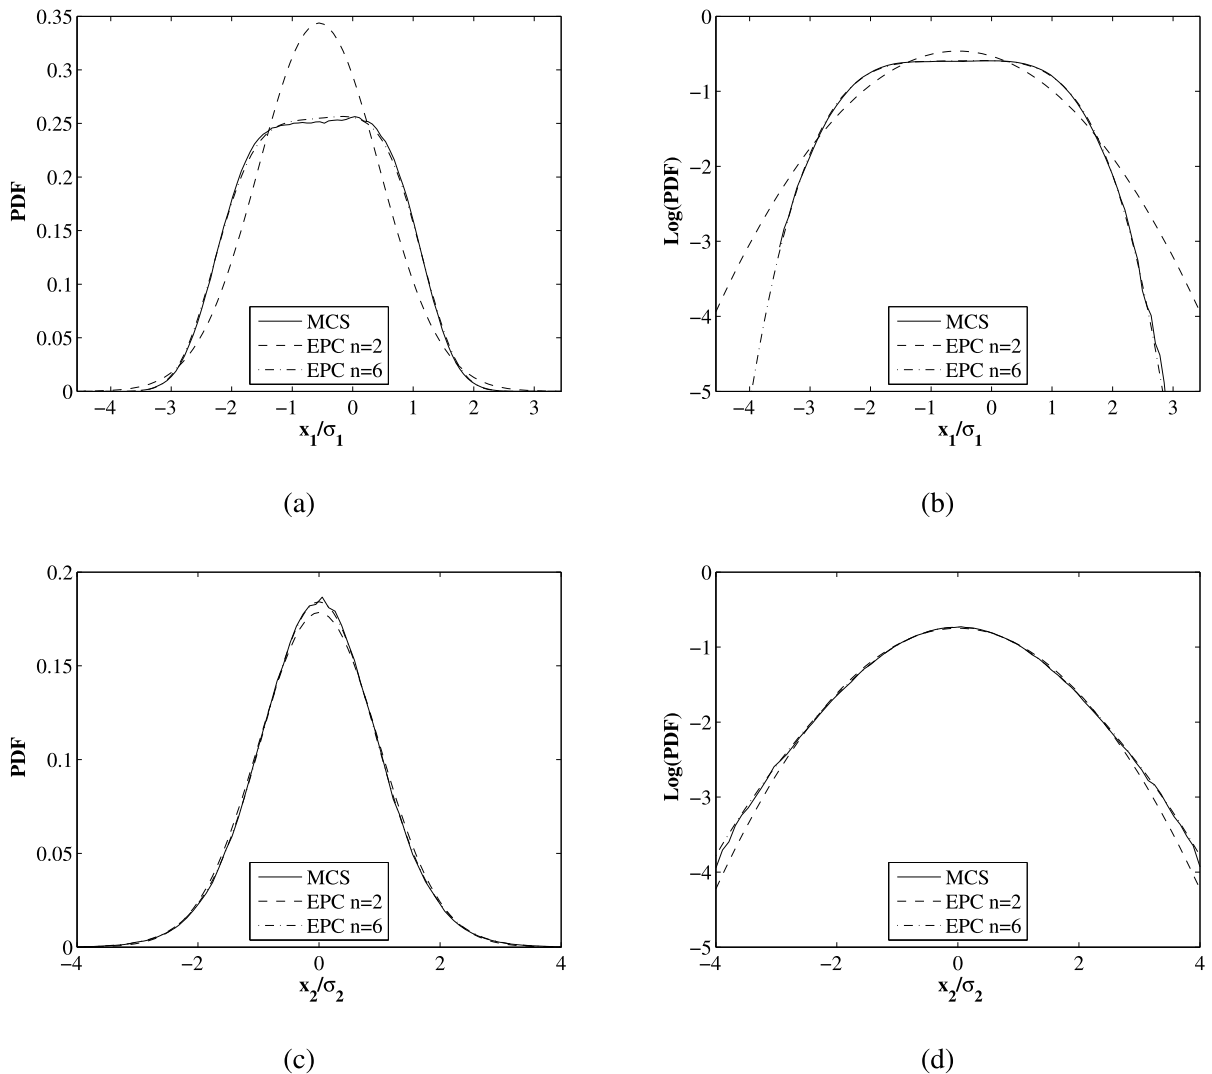 0.35
0.3
0.25
0.2
0.15
0.1
0.05
0
PDF
−4 −3 −2 −1 0 1 2 3
x1/σ1
MCS
EPC n=2
EPC n=6
(a)
0
−1
−2
−3
−4
−5
Log(PDF)
−4 −3 −2 −1 0 1 2 3
x1/σ1
MCS
EPC n=2
EPC n=6
(b)
0.2
0.15
0.1
0.05
0
PDF
−4 −2 0 2 4
x2/σ2
MCS
EPC n=2
EPC n=6
(c)
0
−1
−2
−3
−4
−5
Log(PDF)
−4 −2 0 2 4
x2/σ2
MCS
EPC n=2
EPC n=6
(d)